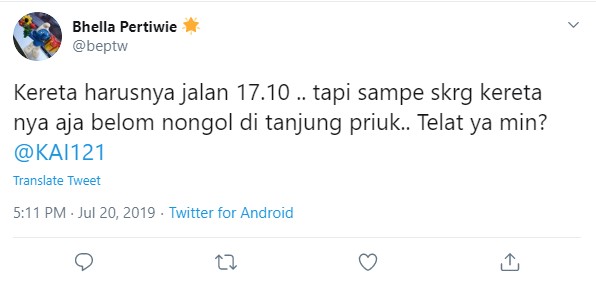 Bhella Pertiwie
@beptw
Kereta harusnya jalan 17.10 .. tapi sampe skrg kereta
nya aja belom nongol di tanjung priuk.. Telat ya min?
@KAI121
Translate Tweet
5:11 PM · Jul 20, 2019 · Twitter for Android